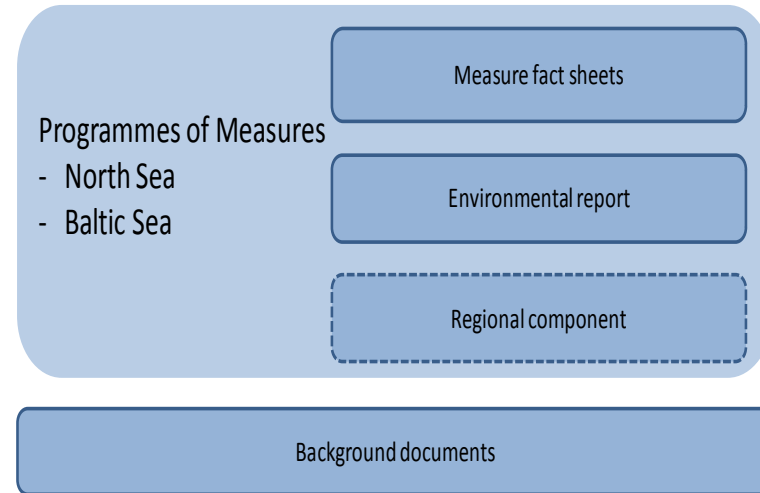 Programmes of Measures
- North Sea
- Baltic Sea
Measure fact sheets
Environmental report
Regional component
Background documents